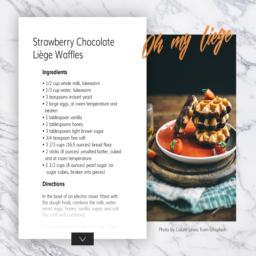 Strawberry Chocolate
Liège Waffles
Ingredients
• 1/2 cup whole milk, lukewarm
• 1/3 cup water, lukewarm
• 3 teaspoons instant yeast
• 2 large eggs, at room temperature and
beaten
• 2 tablespoon vanilla
• 2 tablespoon honey
• 3 tablespoons light brown sugar
• 3/4 teaspoon fine salt
• 3 2/3 cups (16.5 ounces) bread flour
• 2 sticks (8 ounces) unsalted butter, cubed
and at room temperature
• 1 1/2 cups (8 ounces) pearl sugar (or
sugar cubes, broken into pieces)
Directions
In the bowl of an electric mixer fitted with
the dough hook, combine the milk, water,
yeast, eggs, honey, vanilla, sugar, and salt
Oh my liege
Photo by
from Unsplash